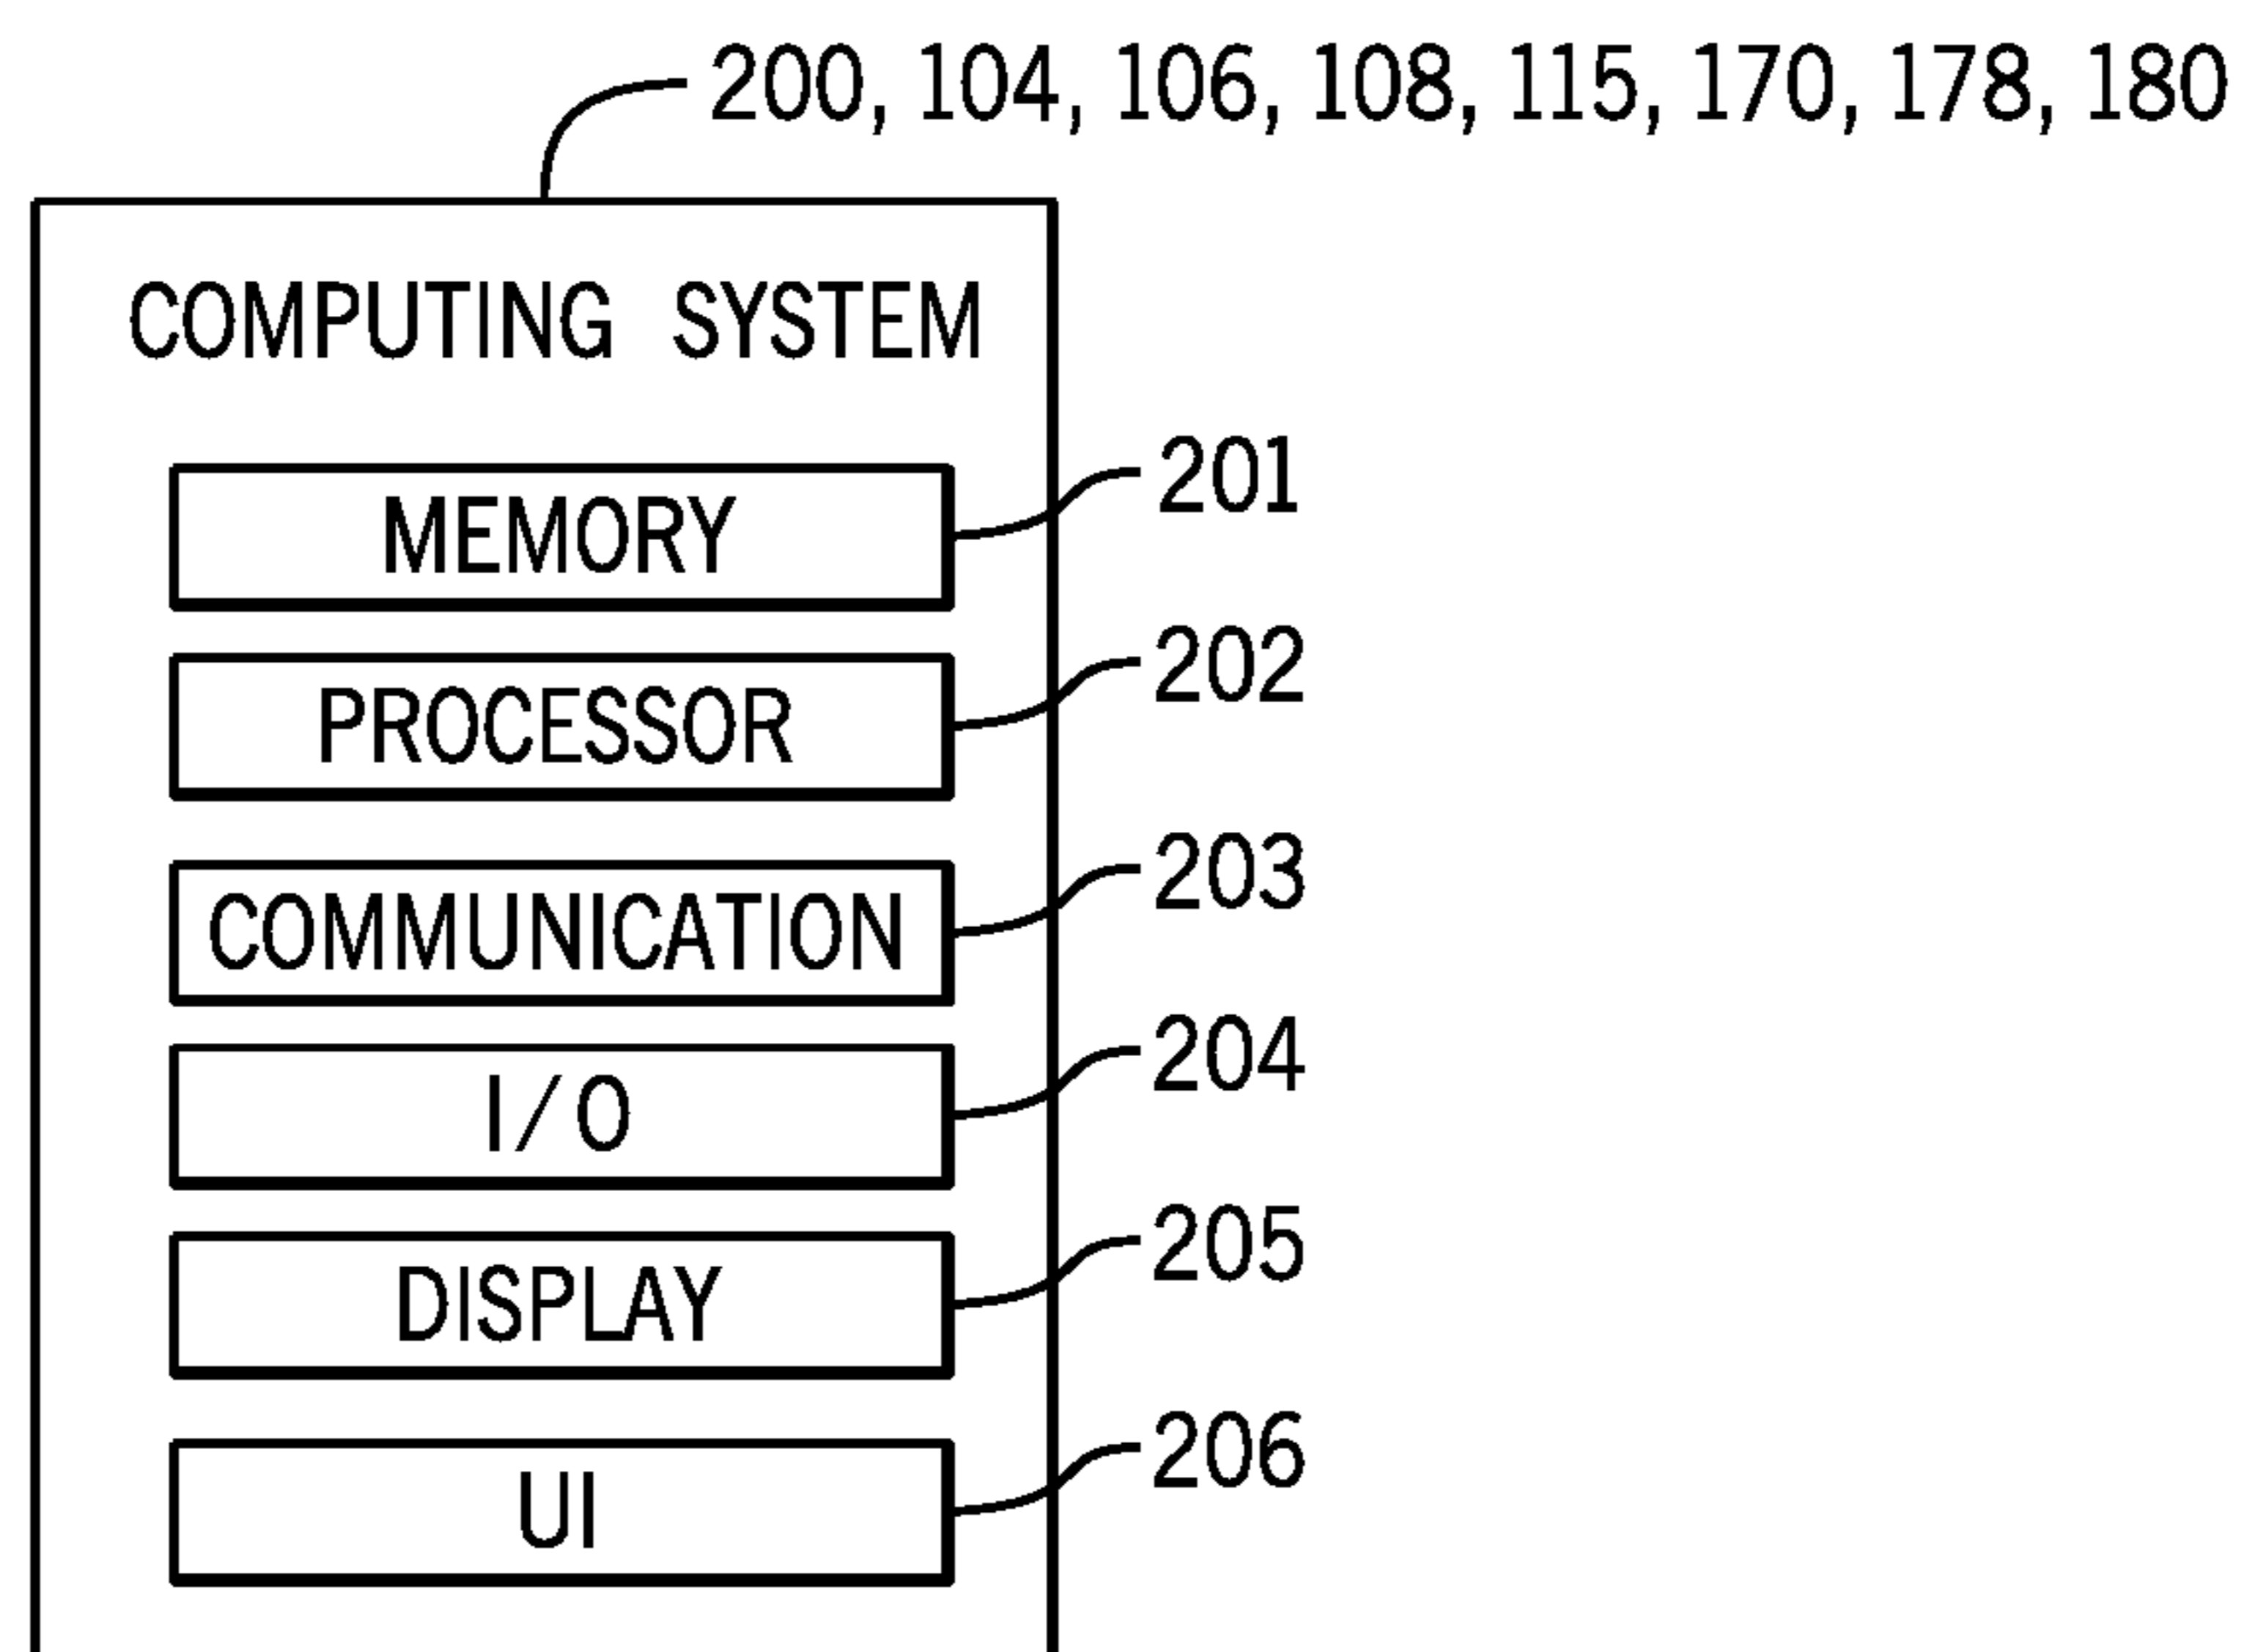 200, 104, 106, 108, 115, 170, 178, 180
COMPUTING SYSTEM
MEMORY 201
PROCESSOR 202
COMMUNICATION 203
I/O 204
DISPLAY 205
UI 206